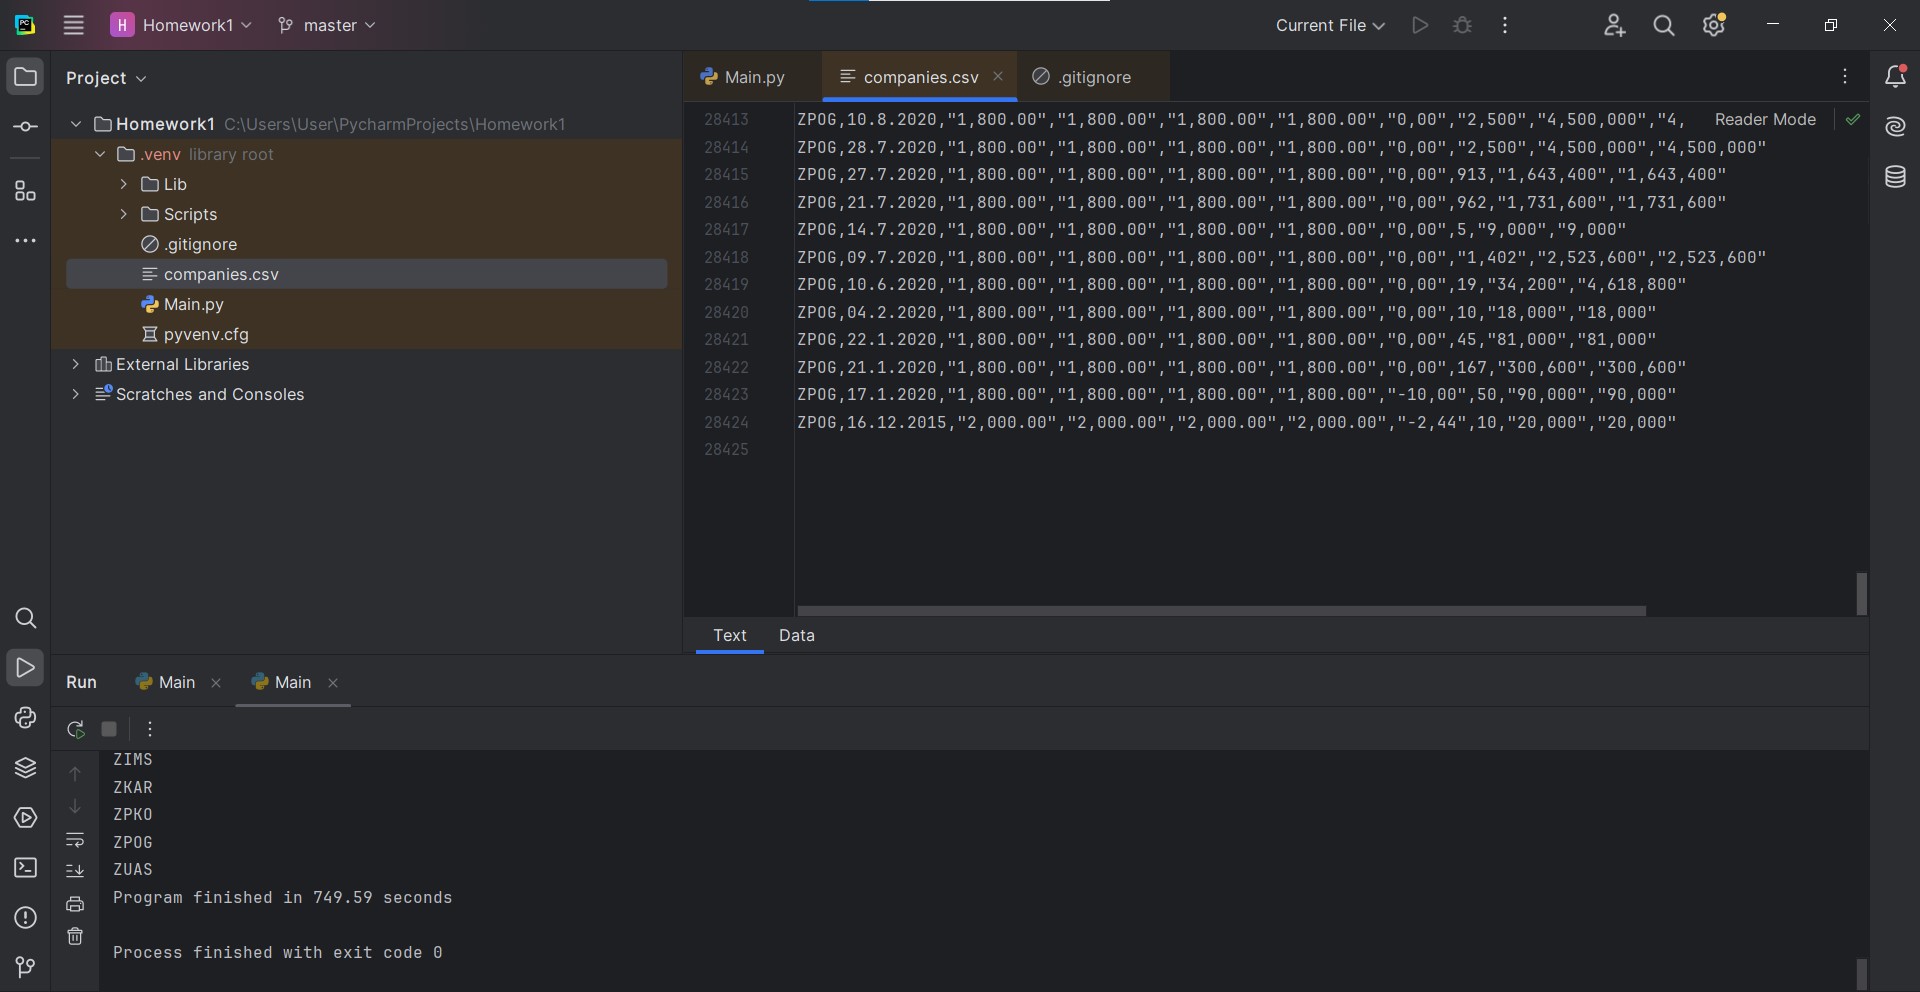 PC
H Homework1 master Current File
Project
Homework1 C:\Users\User\PycharmProjects\Homework1
.venv library root
Lib
Scripts
.gitignore
companies.csv
Main.py
pyvenv.cfg
External Libraries
Scratches and Consoles
Main.py companies.csv .gitignore
Reader Mode
28413 ZPOG,10.8.2020,"1,800.00","1,800.00","1,800.00","1,800.00","0,00","2,500","4,500,000","4,
28414 ZPOG,28.7.2020,"1,800.00","1,800.00","1,800.00","1,800.00","0,00","2,500","4,500,000","4,500,000"
28415 ZPOG,27.7.2020,"1,800.00","1,800.00","1,800.00","1,800.00","0,00",913,"1,643,400","1,643,400"
28416 ZPOG,21.7.2020,"1,800.00","1,800.00","1,800.00","1,800.00","0,00",962,"1,731,600","1,731,600"
28417 ZPOG,14.7.2020,"1,800.00","1,800.00","1,800.00","1,800.00","0,00",5,"9,000","9,000"
28418 ZPOG,09.7.2020,"1,800.00","1,800.00","1,800.00","1,800.00","0,00","1,402","2,523,600","2,523,600"
28419 ZPOG,10.6.2020,"1,800.00","1,800.00","1,800.00","1,800.00","0,00",19,"34,200","4,618,800"
28420 ZPOG,04.2.2020,"1,800.00","1,800.00","1,800.00","1,800.00","0,00",10,"18,000","18,000"
28421 ZPOG,22.1.2020,"1,800.00","1,800.00","1,800.00","1,800.00","0,00",45,"81,000","81,000"
28422 ZPOG,21.1.2020,"1,800.00","1,800.00","1,800.00","1,800.00","0,00",167,"300,600","300,600"
28423 ZPOG,17.1.2020,"1,800.00","1,800.00","1,800.00","1,800.00","-10,00",50,"90,000","90,000"
28424 ZPOG,16.12.2015,"2,000.00","2,000.00","2,000.00","2,000.00","-2,44",10,"20,000","20,000"
28425
Text Data
Run Main Main
ZIMS
ZKAR
ZPKO
ZPOG
ZUAS
Program finished in 749.59 seconds
Process finished with exit code 0